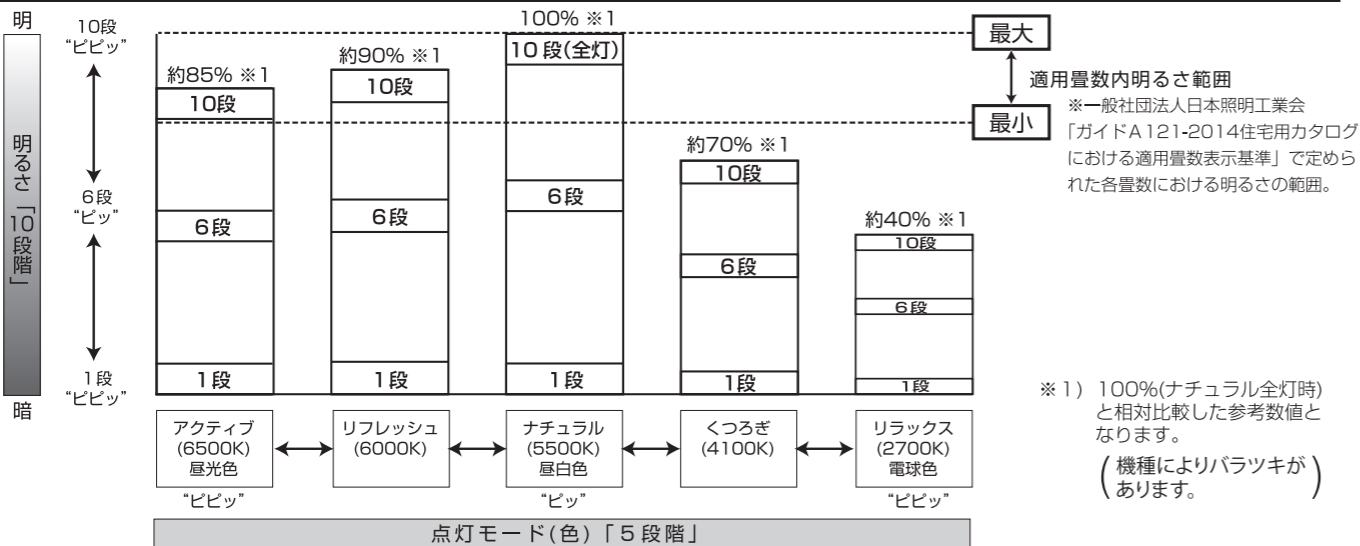 明
明るさ「10段階」
暗
10段
“ピピッ”
6段
“ピッ”
1段
“ピピッ”
約85% ※1
10段
6段
1段
約90% ※1
10段
6段
1段
100% ※1
10段(全灯)
6段
1段
約70% ※1
10段
6段
1段
約40% ※1
10段
6段
1段
最大
適用畳数内明るさ範囲
最小
※一般社団法人日本照明工業会
「ガイドA121-2014住宅用カタログ
における適用畳数表示基準」で定めら
れた各畳数における明るさの範囲。
アクティブ
(6500K)
昼光色
リフレッシュ
(6000K)
ナチュラル
(5500K)
昼白色
くつろぎ
(4100K)
リラックス
(2700K)
電球色
“ピピッ”
“ピッ”
“ピピッ”
点灯モード(色)「5段階」
※1) 100%(ナチュラル全灯時)
と相対比較した参考数値と
なります。
(機種によりバラツキが
あります。)